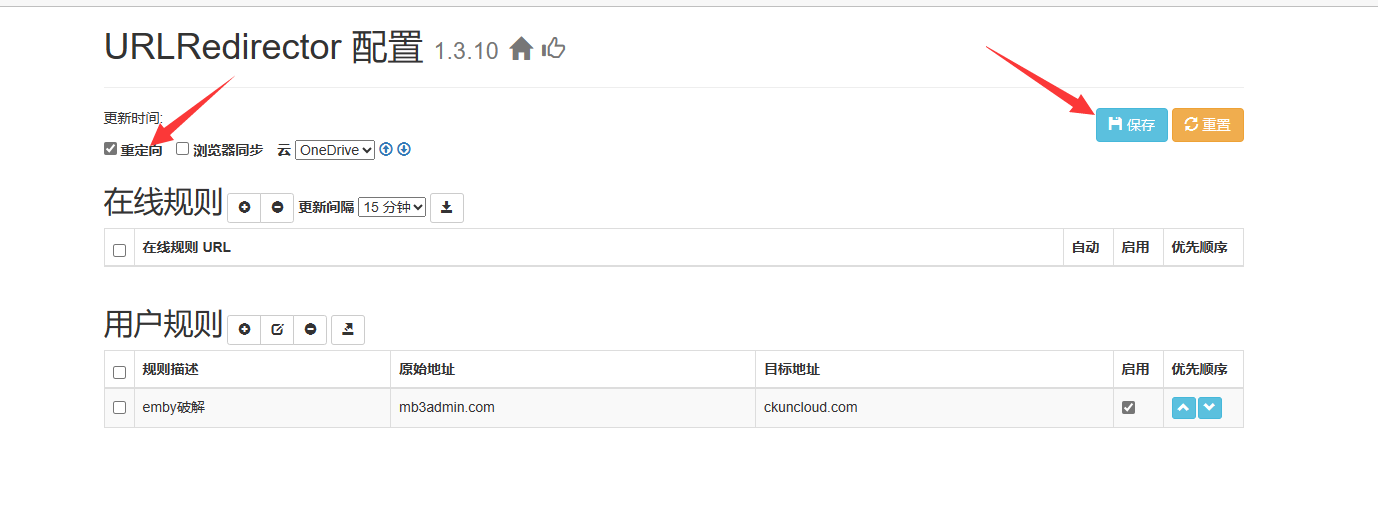 URLRedirector 配置 1.3.10
更新时间:
保存 重置
重定向 浏览器同步 云 OneDrive
在线规则 更新间隔 15 分钟
在线规则 URL 自动 启用 优先顺序
用户规则
规则描述 原始地址 目标地址 启用 优先顺序
emby破解 mb3admin.com ckuncloud.com